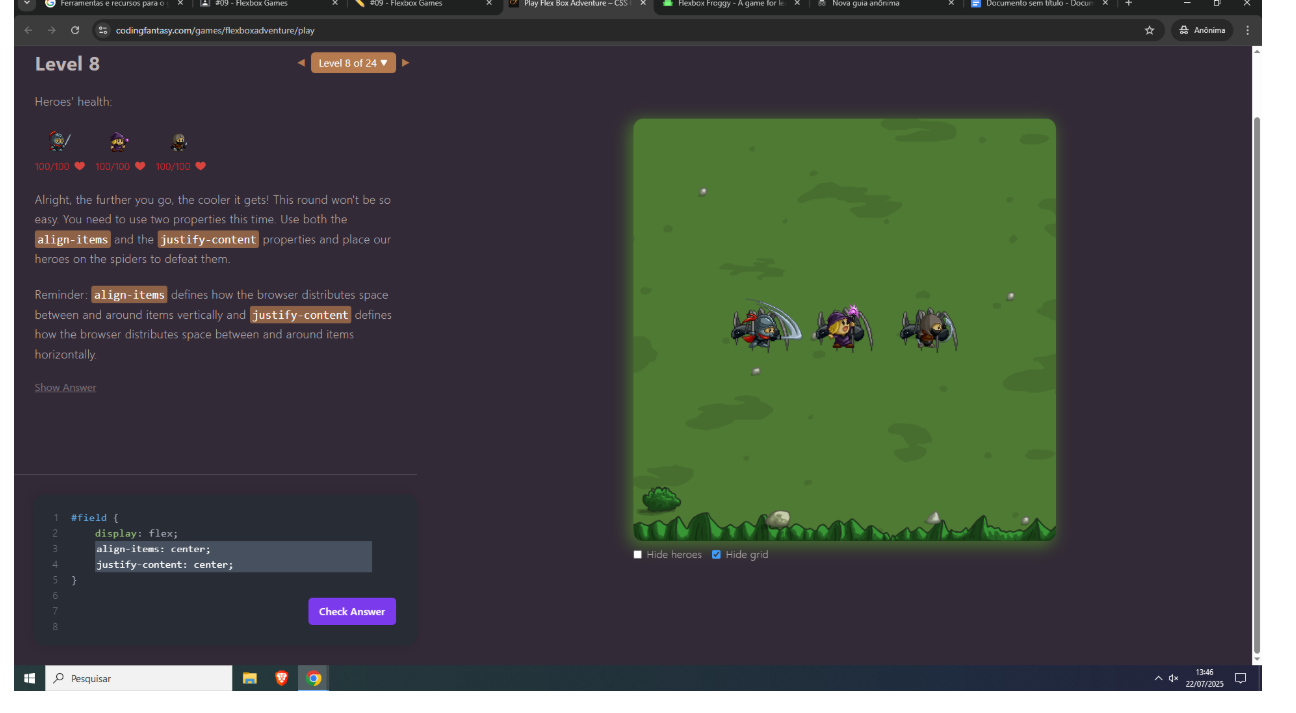 Ferramentas e recursos para o
#09 - Flexbox Games
#09 - Flexbox Games
Play Flex Box Adventure – CSS
Flexbox Froggy - A game for le
Nova guia anônima
Documento sem título - Docum
codingfantasy.com/games/flexboxadventure/play
Anônima
Level 8
Level 8 of 24 ▼
Heroes' health:
100/100 100/100 100/100
Alright, the further you go, the cooler it gets! This round won't be so
easy. You need to use two properties this time. Use both the
align-items and the justify-content properties and place our
heroes on the spiders to defeat them.
Reminder: align-items defines how the browser distributes space
between and around items vertically and justify-content defines
how the browser distributes space between and around items
horizontally.
Show Answer
1 #field {
2 display: flex;
3 align-items: center;
4 justify-content: center;
5 }
6
7
8
Check Answer
Hide heroes Hide grid
Pesquisar
13:46
22/07/2025